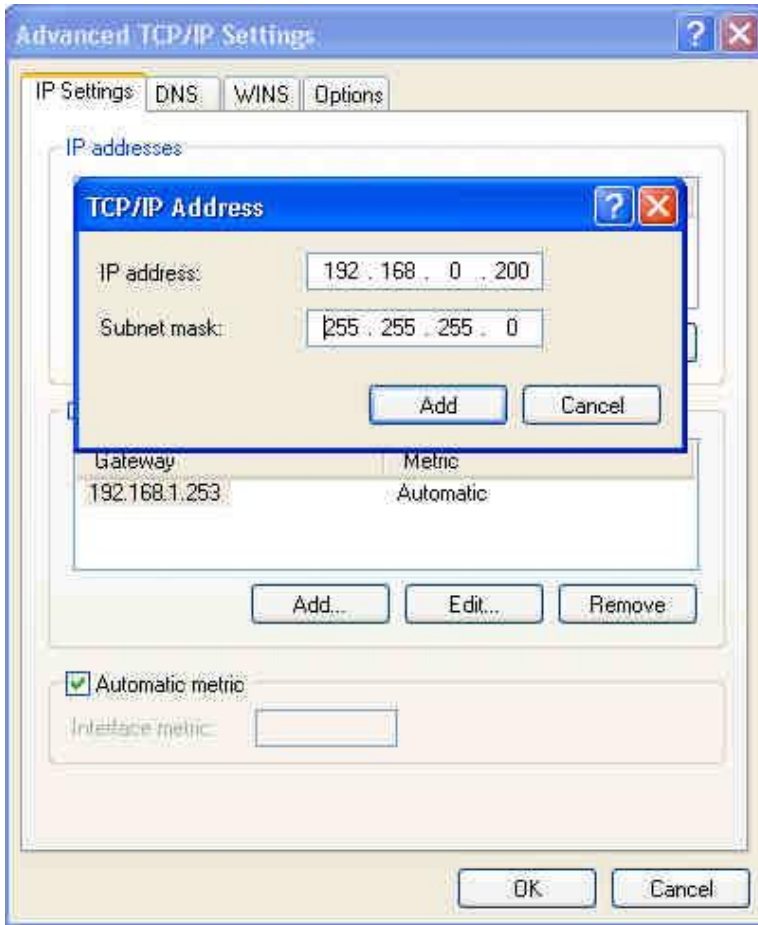 Advanced TCP/IP Settings
IP Settings DNS WINS Options
IP addresses
TCP/IP Address
IP address: 192 . 168 . 0 . 200
Subnet mask: 255 . 255 . 255 . 0
Add Cancel
Gateway Metric
192.168.1.253 Automatic
Add... Edit... Remove
Automatic metric
Interface metric:
OK Cancel